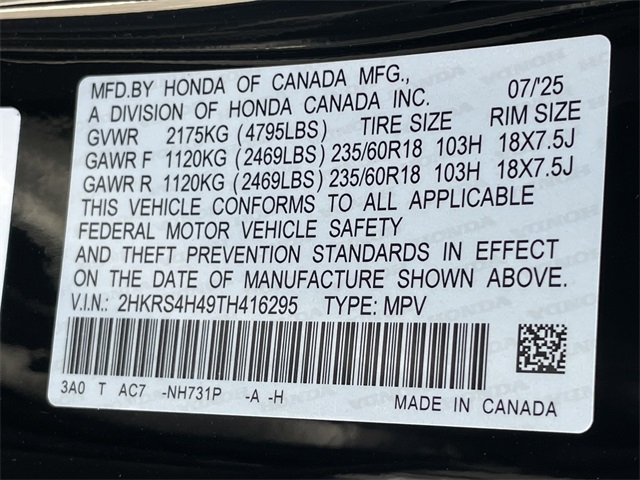 MFD.BY HONDA OF CANADA MFG., 07/'25
A DIVISION OF HONDA CANADA INC.
GVWR 2175KG (4795LBS) TIRE SIZE RIM SIZE
GAWR F 1120KG (2469LBS) 235/60R18 103H 18X7.5J
GAWR R 1120KG (2469LBS) 235/60R18 103H 18X7.5J
THIS VEHICLE CONFORMS TO ALL APPLICABLE
FEDERAL MOTOR VEHICLE SAFETY
AND THEFT PREVENTION STANDARDS IN EFFECT
ON THE DATE OF MANUFACTURE SHOWN ABOVE.
V.I.N.: 2HKRS4H49TH416295 TYPE: MPV
3A0 T AC7 -NH731P -A -H
MADE IN CANADA